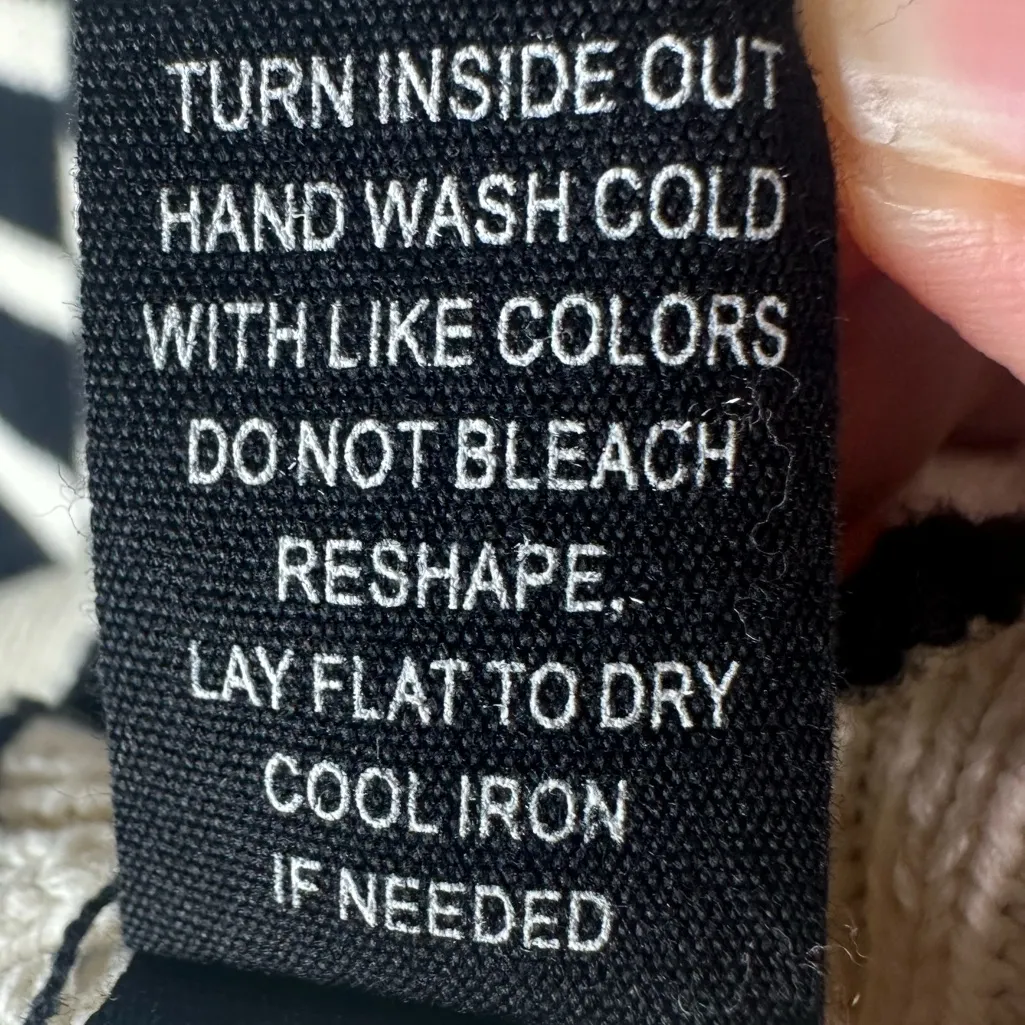 TURN INSIDE OUT
HAND WASH COLD
WITH LIKE COLORS
DO NOT BLEACH
RESHAPE,
LAY FLAT TO DRY
COOL IRON
IF NEEDED